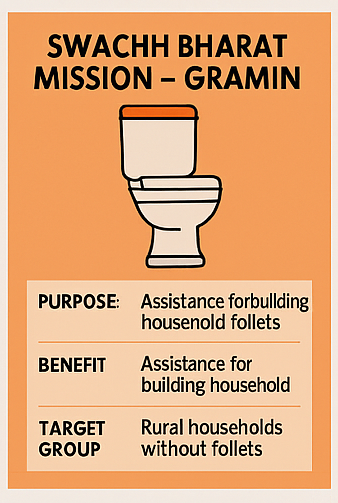 SWACHH BHARAT
MISSION – GRAMIN
PURPOSE: Assistance forbullding
housenold follets
BENEFIT Assistance for
building household
TARGET Rural households
GROUP without follets